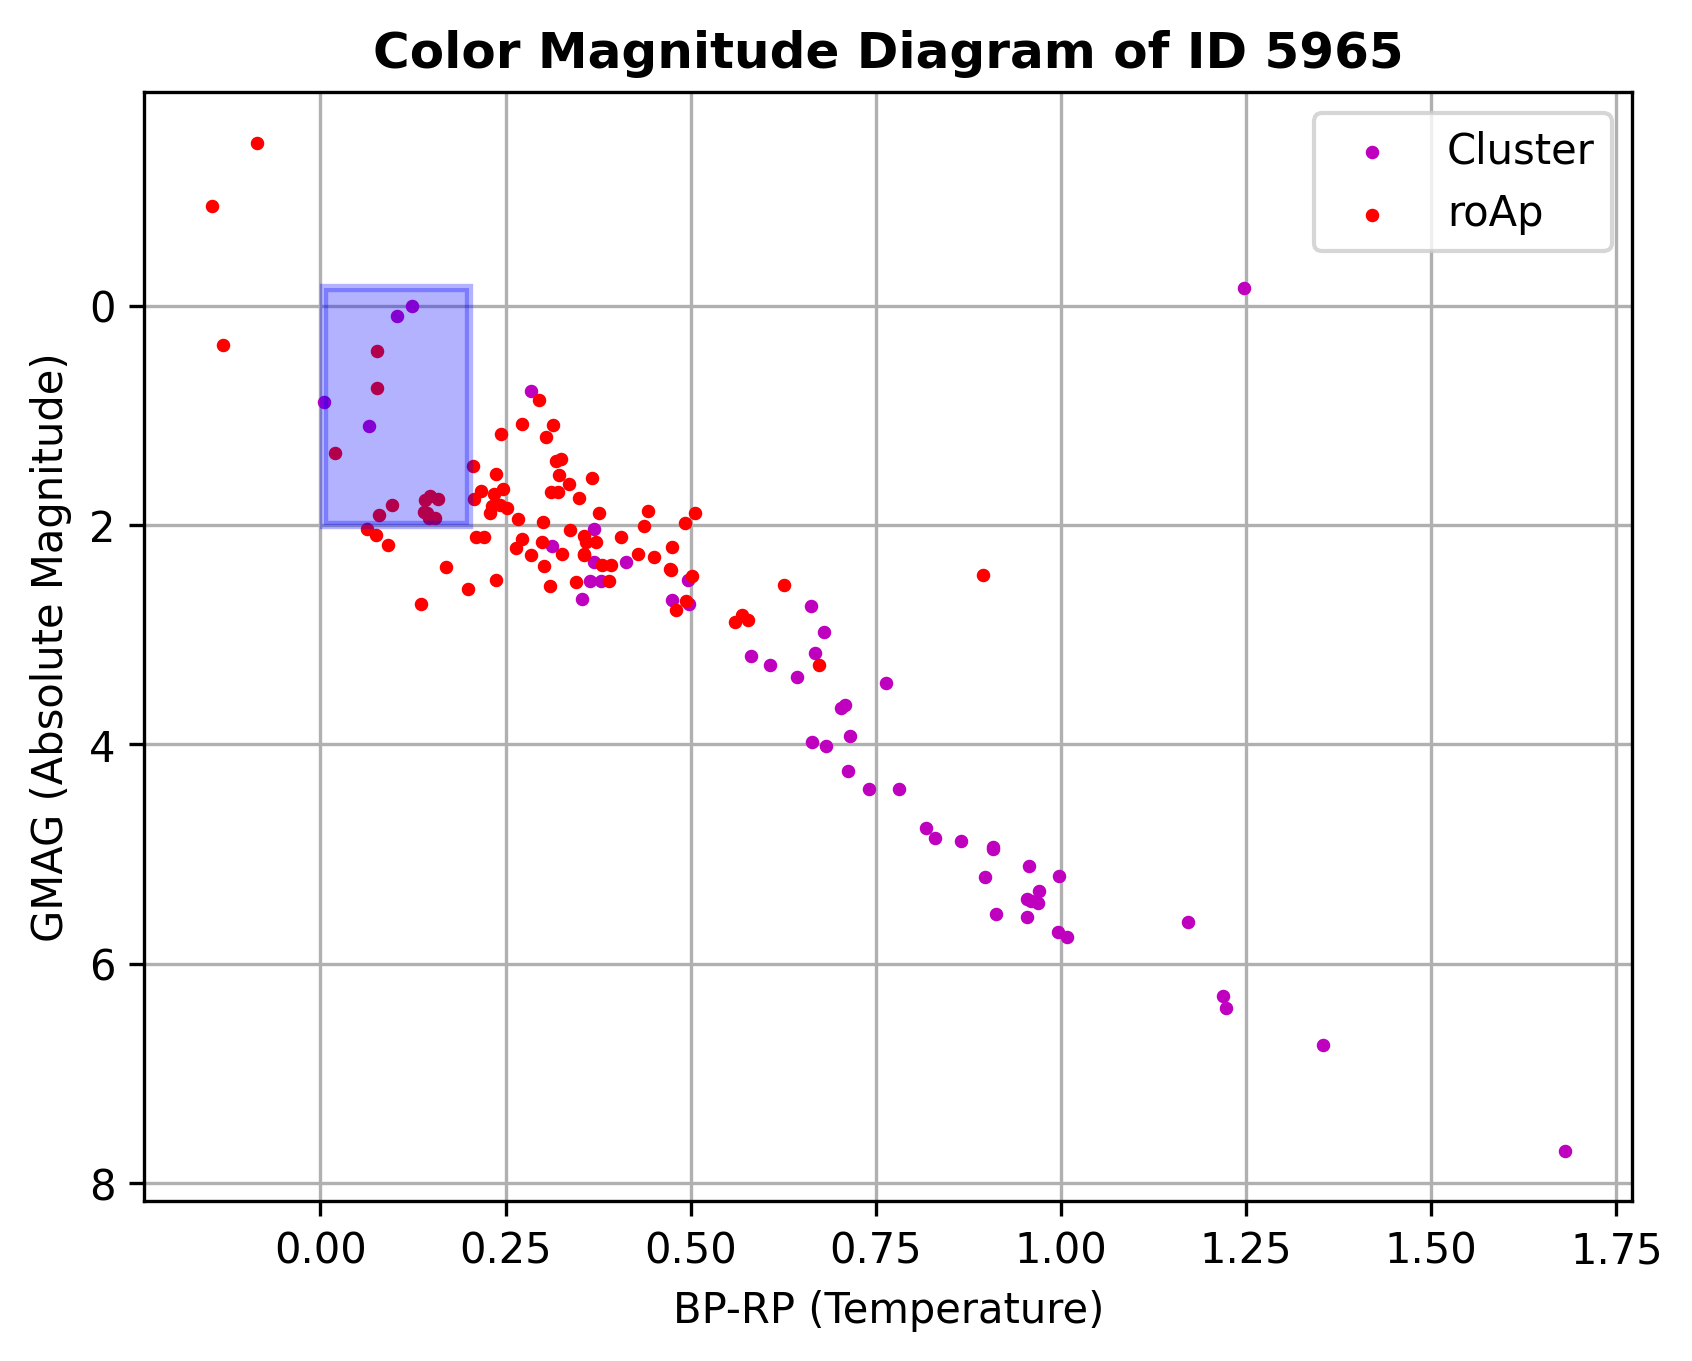 Color Magnitude Diagram of ID 5965
Cluster
roAp
GMAG (Absolute Magnitude)
0
2
4
6
8
0.00 0.25 0.50 0.75 1.00 1.25 1.50 1.75
BP-RP (Temperature)